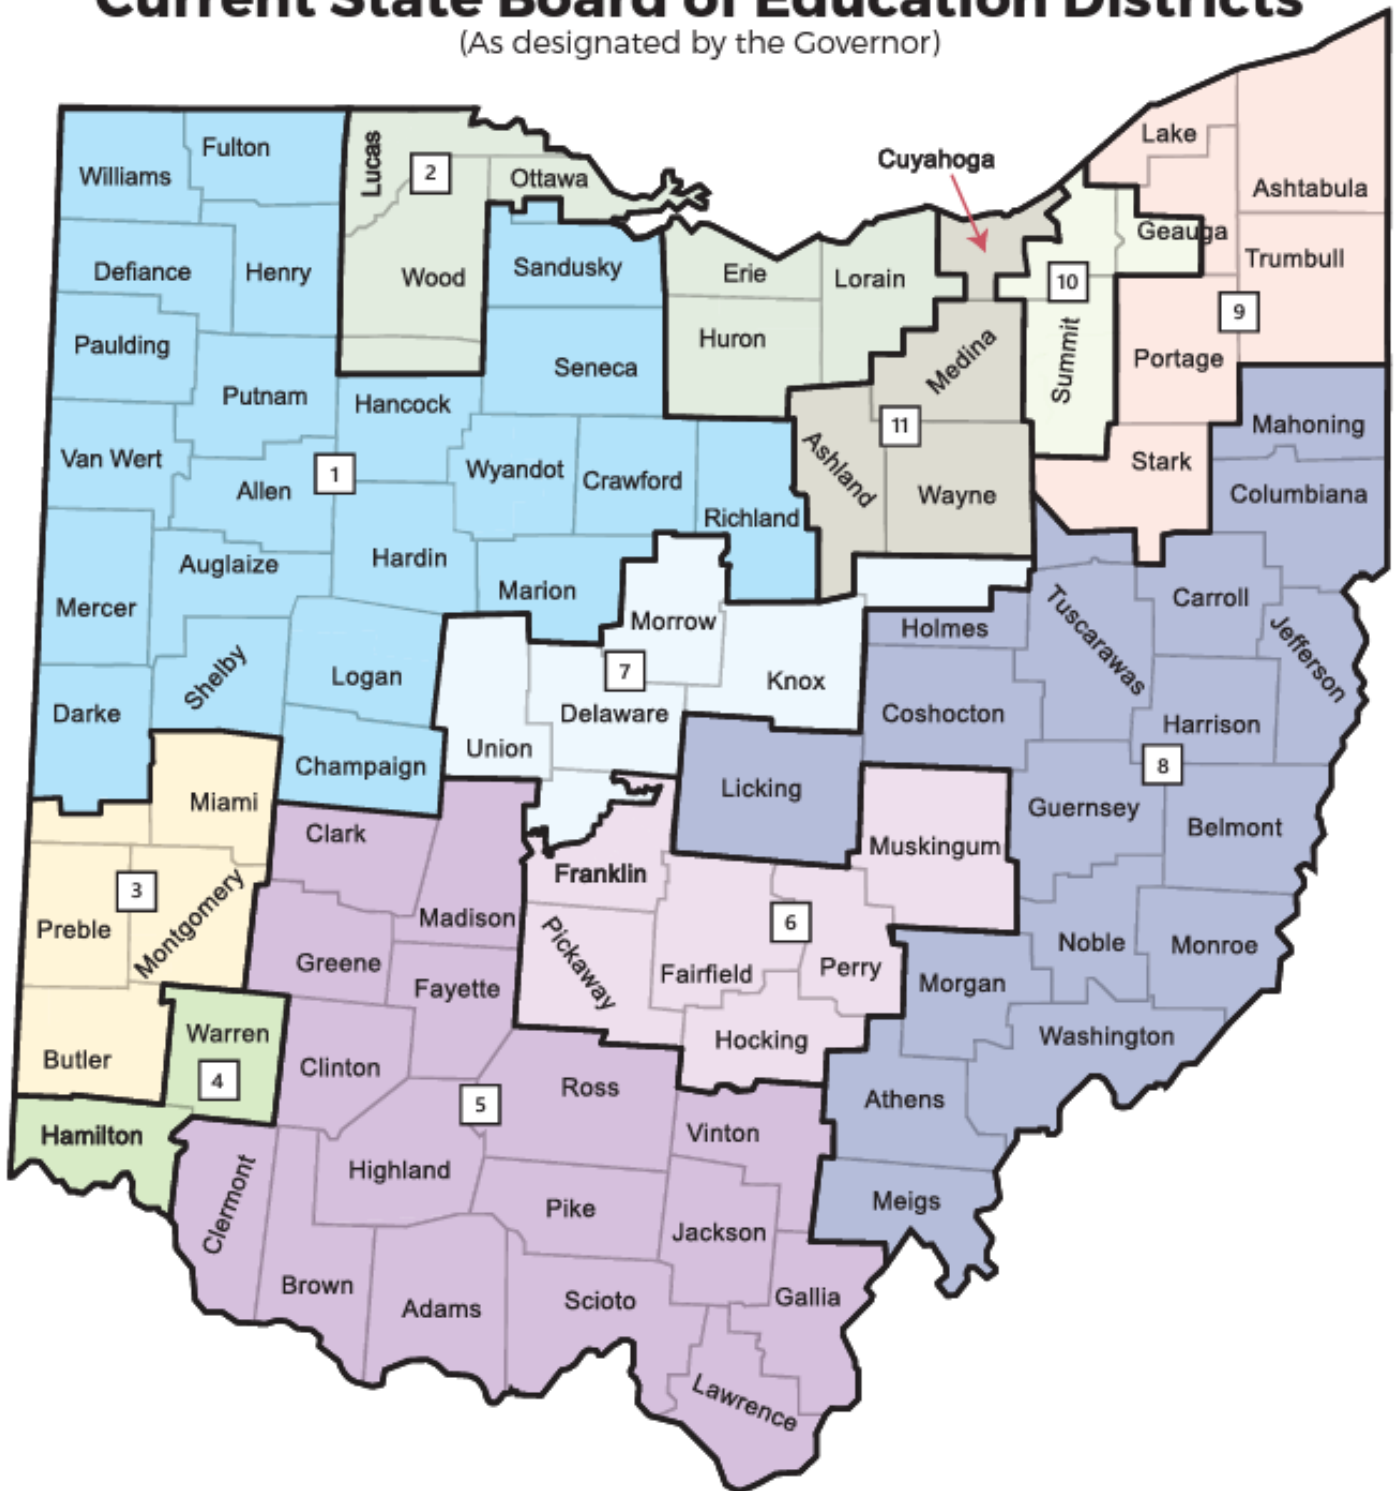 Current State Board of Education Districts
(As designated by the Governor)
Williams
Fulton
Lucas
2
Ottawa
Cuyahoga
Lake
Ashtabula
Geauga
Trumbull
Defiance
Henry
Wood
Sandusky
Erie
Lorain
10
9
Paulding
Putnam
Hancock
Seneca
Huron
Medina
Summit
Portage
Mahoning
Van Wert
Allen
1
Wyandot
Crawford
Richland
Ashland
11
Wayne
Stark
Columbiana
Mercer
Auglaize
Hardin
Marion
Morrow
Holmes
Tuscarawas
Carroll
Jefferson
Darke
Shelby
Logan
7
Knox
Coshocton
Harrison
Champaign
Union
Delaware
Licking
8
Guernsey
Belmont
Miami
Clark
Franklin
Muskingum
3
Preble
Montgomery
Madison
Pickaway
6
Fairfield
Perry
Noble
Monroe
Greene
Fayette
Hocking
Morgan
Washington
Butler
Warren
4
Clinton
5
Ross
Athens
Hamilton
Clermont
Highland
Vinton
Pike
Jackson
Meigs
Brown
Adams
Scioto
Gallia
Lawrence